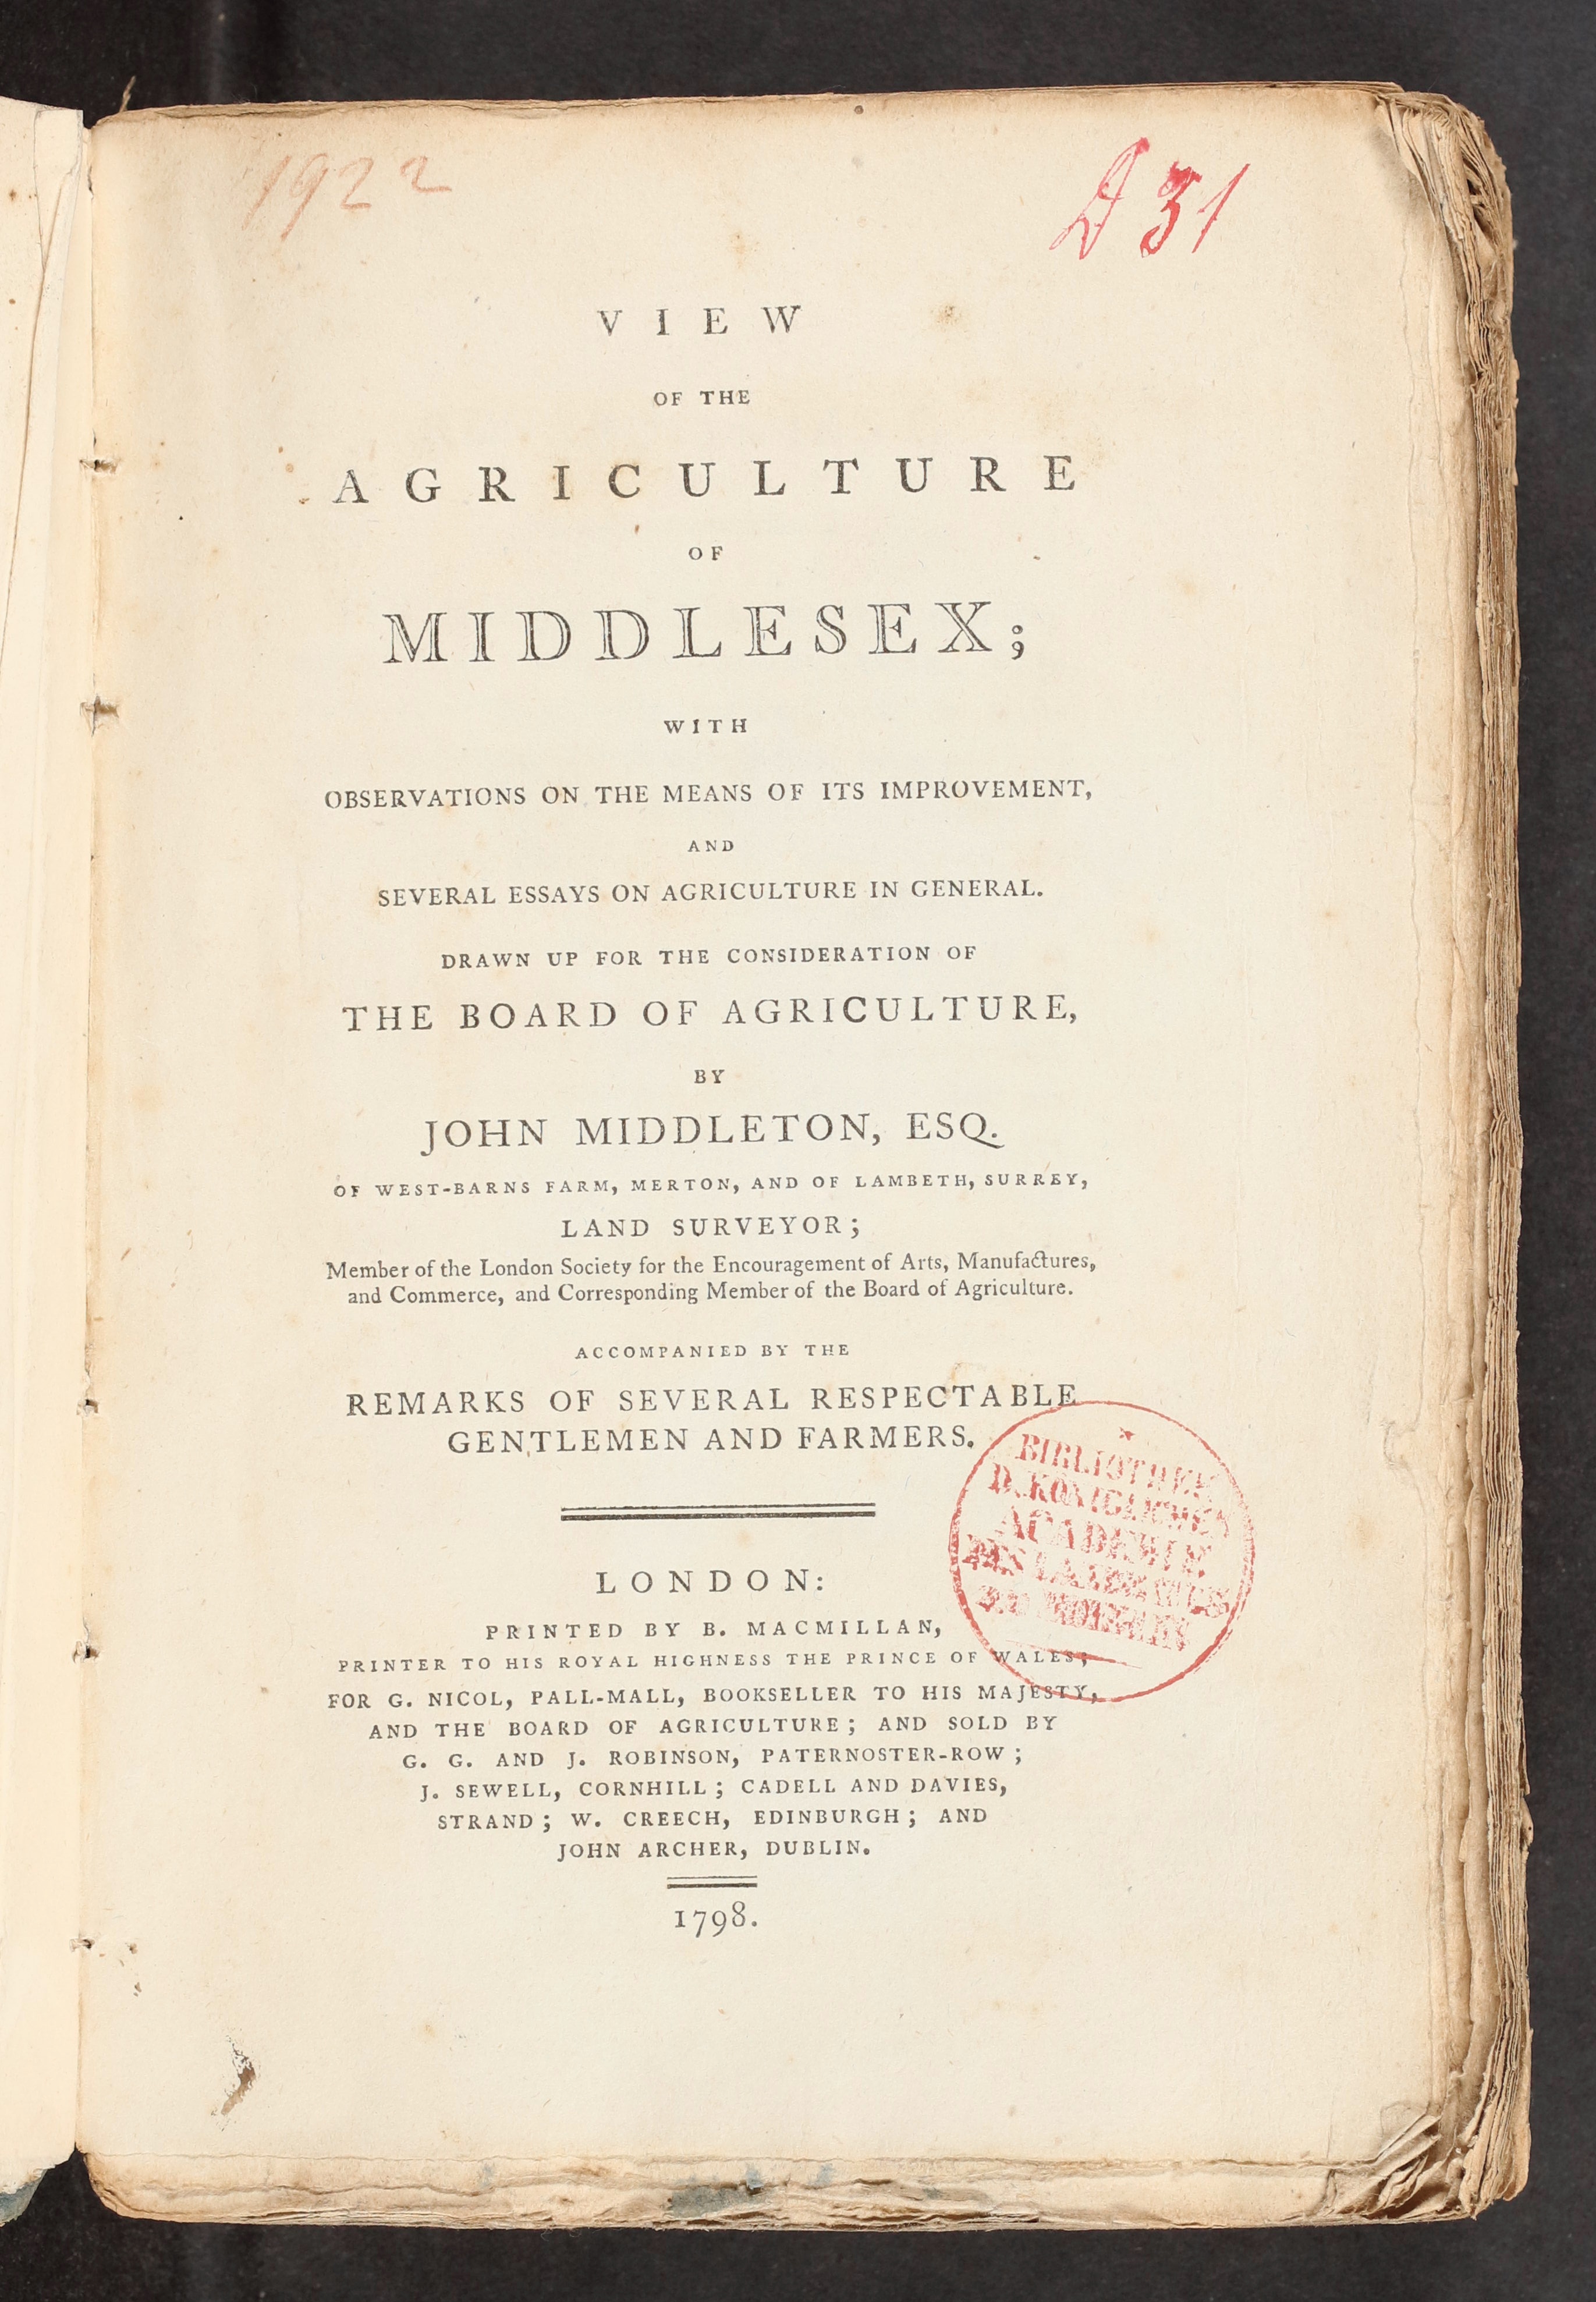 1922
D 31
VIEW
OF THE
AGRICULTURE
OF
MIDDLESEX;
WITH
OBSERVATIONS ON THE MEANS OF ITS IMPROVEMENT,
AND
SEVERAL ESSAYS ON AGRICULTURE IN GENERAL.
DRAWN UP FOR THE CONSIDERATION OF
THE BOARD OF AGRICULTURE,
BY
JOHN MIDDLETON, ESQ.
OF WEST-BARNS FARM, MERTON, AND OF LAMBETH, SURREY,
LAND SURVEYOR;
Member of the London Society for the Encouragement of Arts, Manufactures,
and Commerce, and Corresponding Member of the Board of Agriculture.
ACCOMPANIED BY THE
REMARKS OF SEVERAL RESPECTABLE
GENTLEMEN AND FARMERS.
BIBLIOTHEK
D. KÖNIGLICHEN
ACADEMIE
DES LANDBAUES
LONDON:
PRINTED BY B. MACMILLAN,
PRINTER TO HIS ROYAL HIGHNESS THE PRINCE OF WALES;
FOR G. NICOL, PALL-MALL, BOOKSELLER TO HIS MAJESTY,
AND THE BOARD OF AGRICULTURE; AND SOLD BY
G. G. AND J. ROBINSON, PATERNOSTER-ROW;
J. SEWELL, CORNHILL; CADELL AND DAVIES,
STRAND; W. CREECH, EDINBURGH; AND
JOHN ARCHER, DUBLIN.
1798.